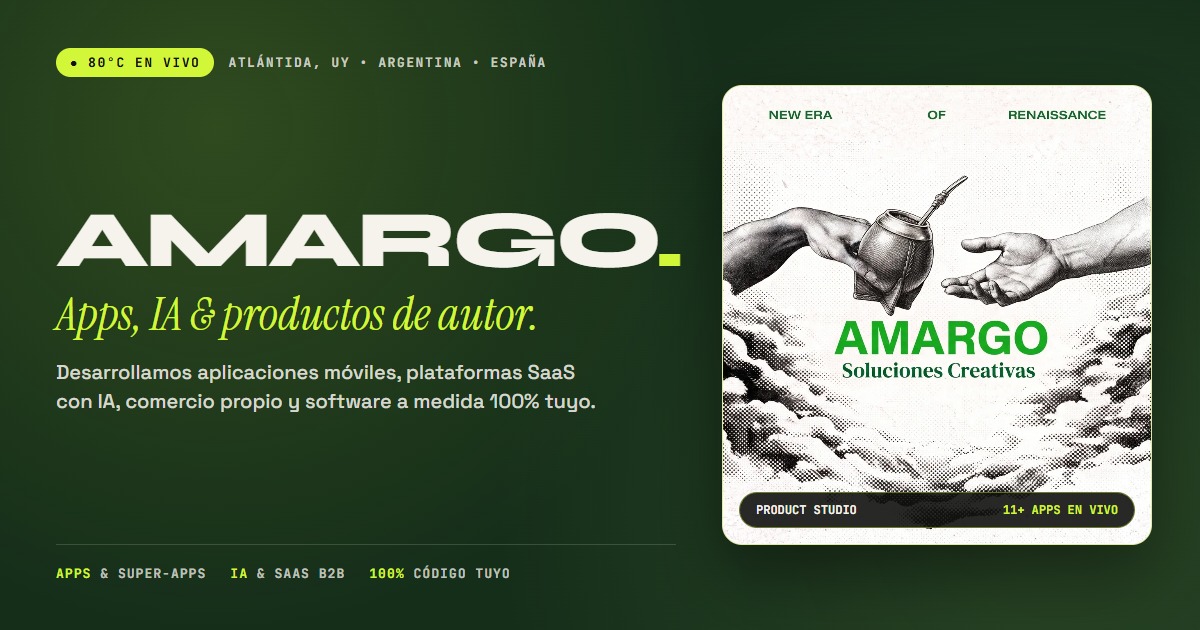 ● 80°C EN VIVO
ATLÁNTIDA, UY • ARGENTINA • ESPAÑA
AMARGO.
Apps, IA & productos de autor.
Desarrollamos aplicaciones móviles, plataformas SaaS
con IA, comercio propio y software a medida 100% tuyo.
APPS & SUPER-APPS IA & SAAS B2B 100% CÓDIGO TUYO
NEW ERA OF RENAISSANCE
AMARGO
Soluciones Creativas
PRODUCT STUDIO 11+ APPS EN VIVO